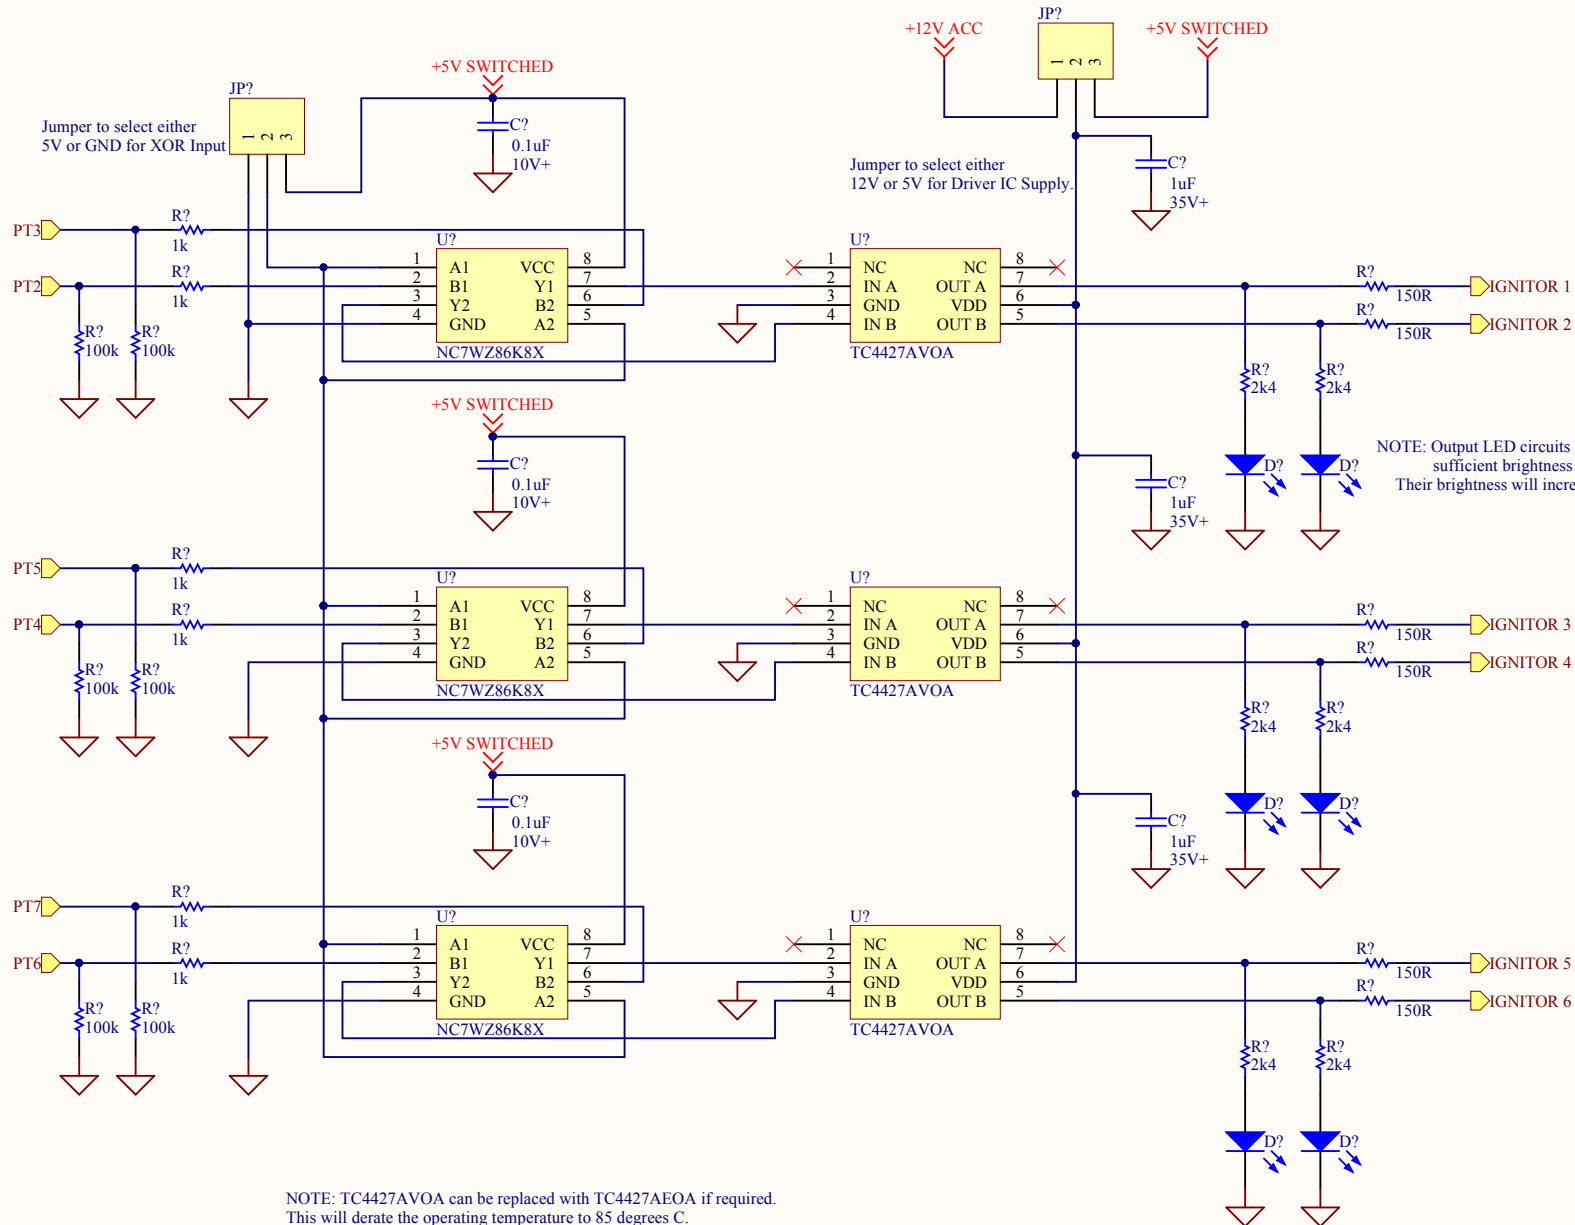 JP?
+12V ACC
+5V SWITCHED
1
2
3
+5V SWITCHED
JP?
1
2
3
Jumper to select either
5V or GND for XOR Input
C?
0.1uF
10V+
Jumper to select either
12V or 5V for Driver IC Supply.
C?
1uF
35V+
PT3
R?
1k
PT2
R?
1k
R?
100k
R?
100k
U?
1 A1 VCC 8
2 B1 Y1 7
3 Y2 B2 6
4 GND A2 5
NC7WZ86K8X
U?
1 NC NC 8
2 IN A OUT A 7
3 GND VDD 6
4 IN B OUT B 5
TC4427AVOA
R?
150R
IGNITOR 1
R?
150R
IGNITOR 2
R?
2k4
R?
2k4
D?
D?
NOTE: Output LED circuits
sufficient brightness
Their brightness will incre
+5V SWITCHED
C?
0.1uF
10V+
C?
1uF
35V+
PT5
R?
1k
PT4
R?
1k
R?
100k
R?
100k
U?
1 A1 VCC 8
2 B1 Y1 7
3 Y2 B2 6
4 GND A2 5
NC7WZ86K8X
U?
1 NC NC 8
2 IN A OUT A 7
3 GND VDD 6
4 IN B OUT B 5
TC4427AVOA
R?
150R
IGNITOR 3
R?
150R
IGNITOR 4
R?
2k4
R?
2k4
D?
D?
+5V SWITCHED
C?
0.1uF
10V+
C?
1uF
35V+
PT7
R?
1k
PT6
R?
1k
R?
100k
R?
100k
U?
1 A1 VCC 8
2 B1 Y1 7
3 Y2 B2 6
4 GND A2 5
NC7WZ86K8X
U?
1 NC NC 8
2 IN A OUT A 7
3 GND VDD 6
4 IN B OUT B 5
TC4427AVOA
R?
150R
IGNITOR 5
R?
150R
IGNITOR 6
R?
2k4
R?
2k4
D?
D?
NOTE: TC4427AVOA can be replaced with TC4427AEOA if required.
This will derate the operating temperature to 85 degrees C.